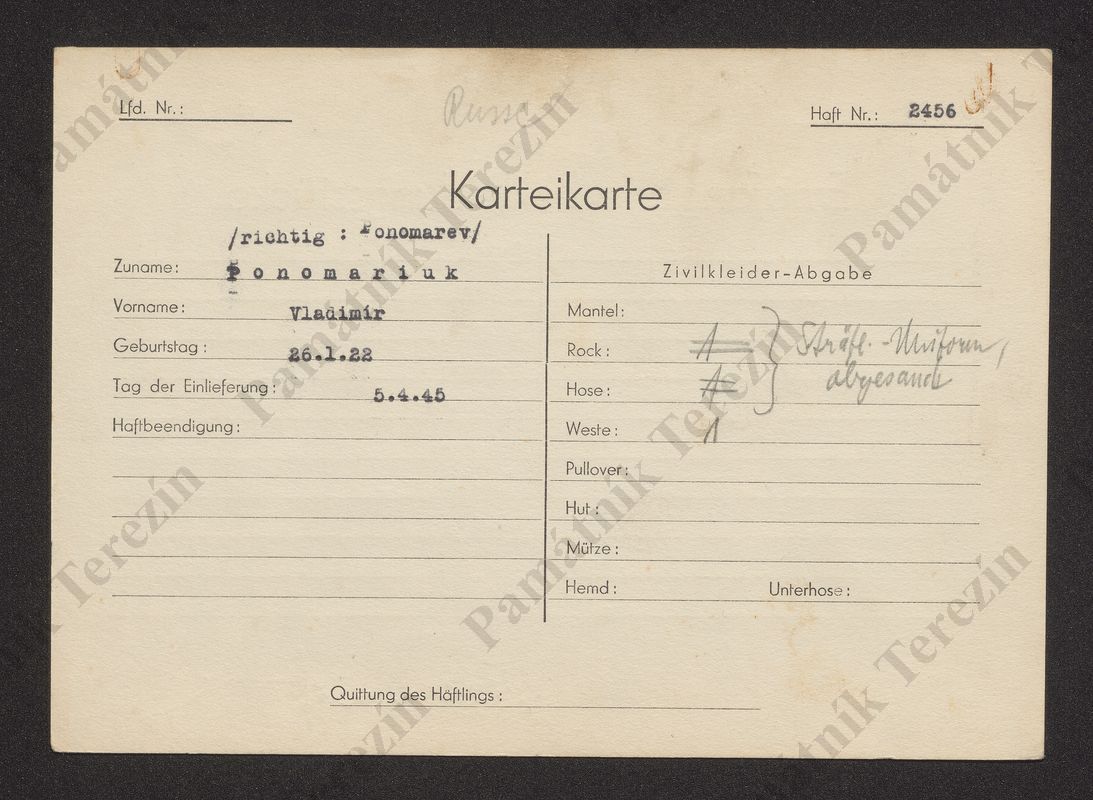 Lfd. Nr.:
Russe
Haft Nr.: 2456
Karteikarte
/richtig : Ponomarev/
Zuname: Ponomariuk
Vorname: Vladimir
Geburtstag: 26.1.22
Tag der Einlieferung: 5.4.45
Haftbeendigung:
Zivilkleider-Abgabe
Mantel:
Rock: 1 Sträfl.-Uniform,
Hose: 1 abgesandt
Weste: 1
Pullover:
Hut:
Mütze:
Hemd: Unterhose:
Quittung des Häftlings:
Památník Terezín